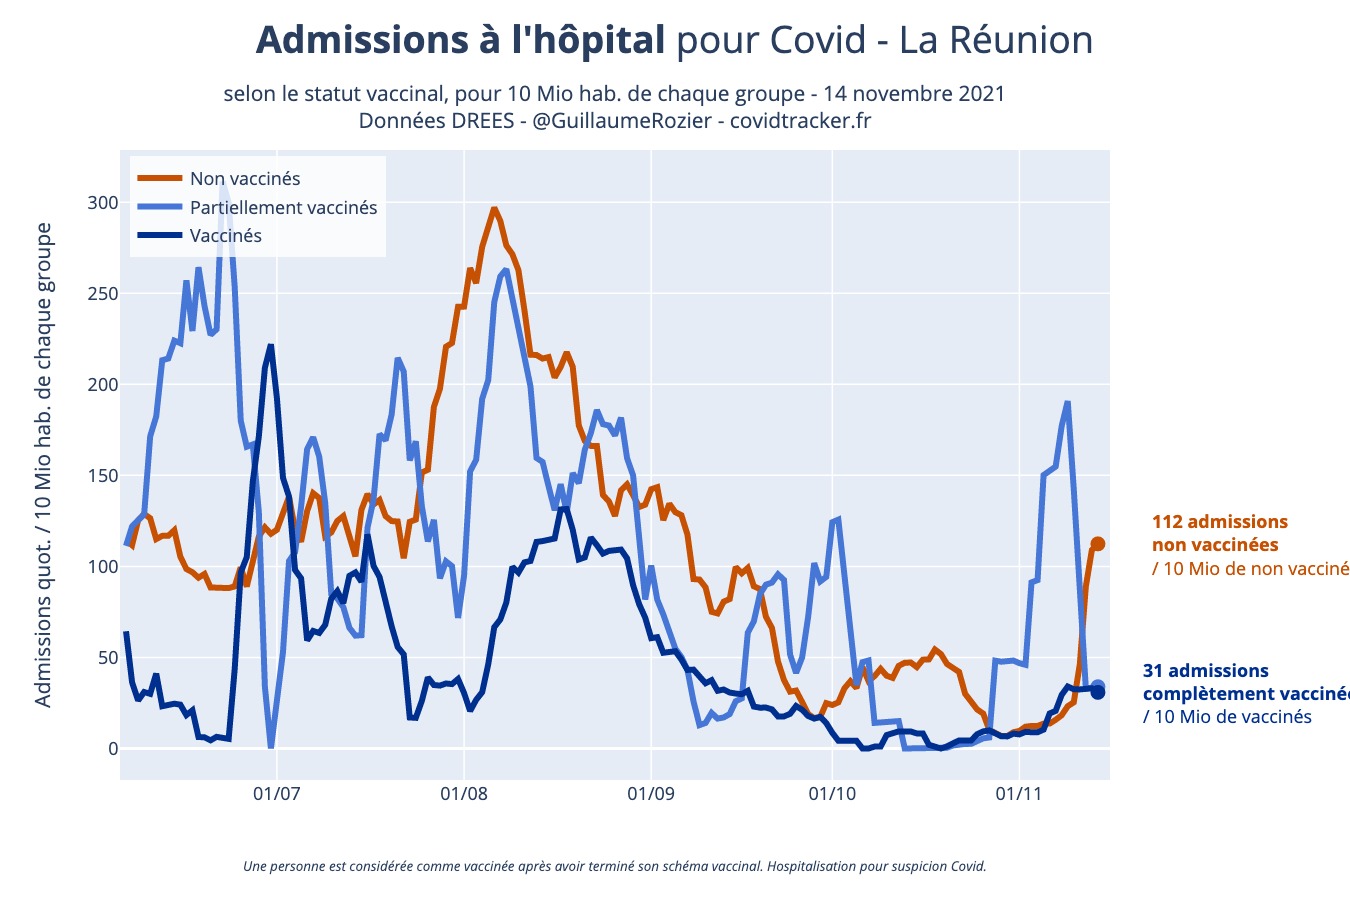 Admissions à l'hôpital pour Covid - La Réunion
selon le statut vaccinal, pour 10 Mio hab. de chaque groupe - 14 novembre 2021
Données DREES - @GuillaumeRozier - covidtracker.fr
Non vaccinés
Partiellement vaccinés
Vaccinés
Admissions quot. / 10 Mio hab. de chaque groupe
300
250
200
150
100
50
0
01/07
01/08
01/09
01/10
01/11
112 admissions
non vaccinées
/ 10 Mio de non vacciné
31 admissions
complètement vacciné
/ 10 Mio de vaccinés
Une personne est considérée comme vaccinée après avoir terminé son schéma vaccinal. Hospitalisation pour suspicion Covid.